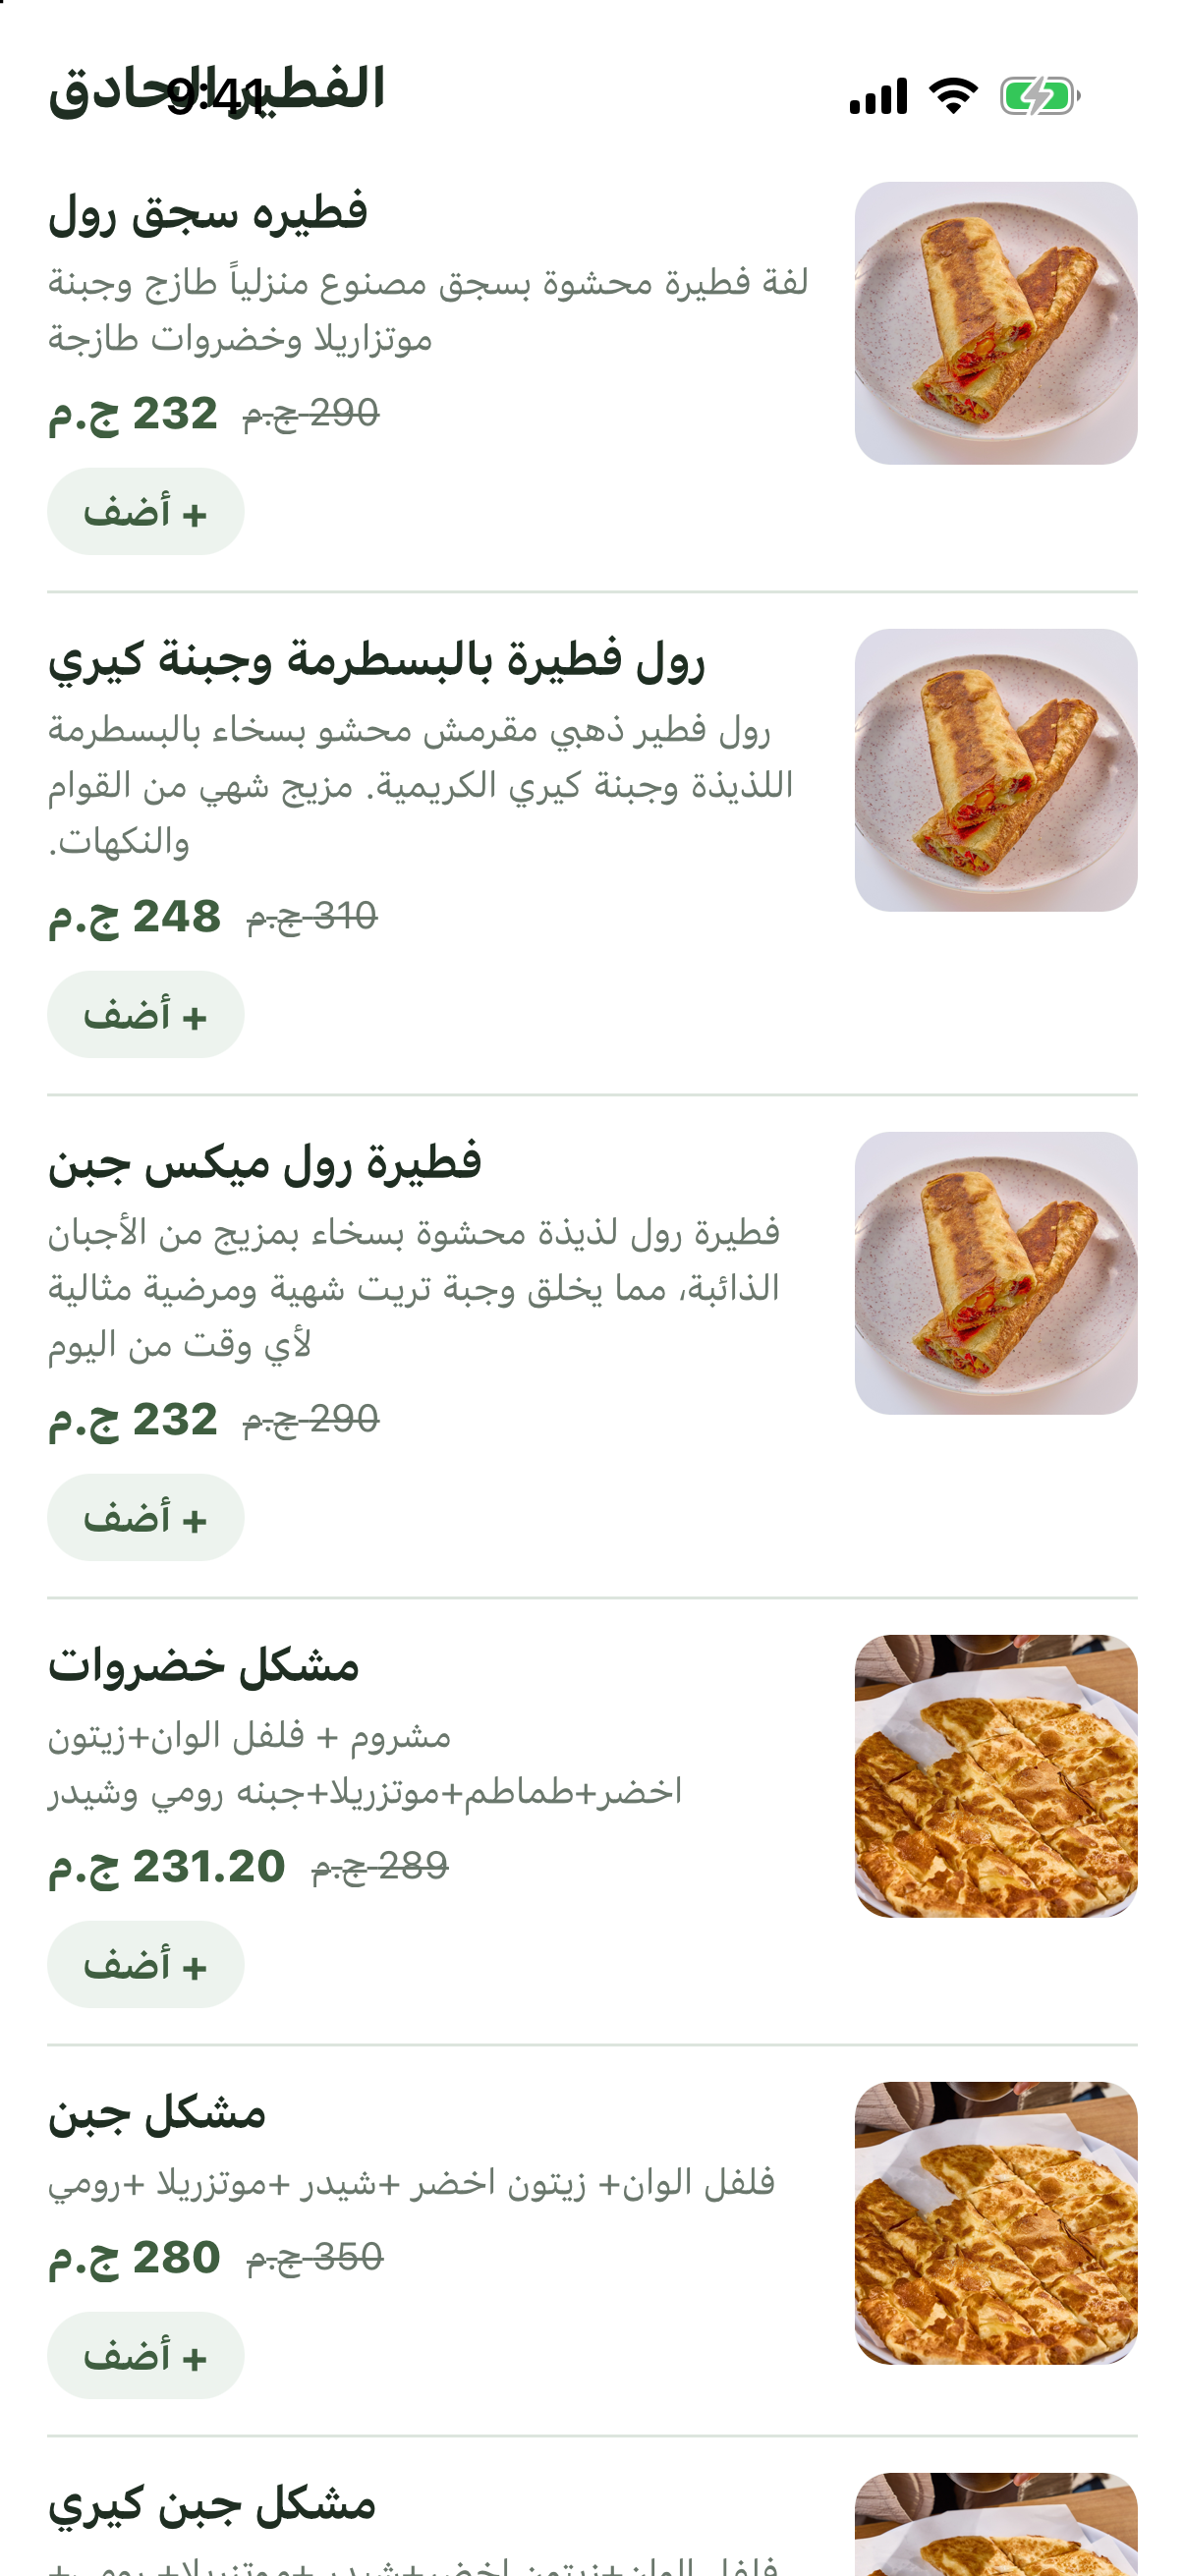 الفطير الحادق
9:41
فطيره سجق رول
لفة فطيرة محشوة بسجق مصنوع منزلياً طازج وجبنة
موتزاريلا وخضروات طازجة
232 ج.م 290 ج.م
+ أضف
رول فطيرة بالبسطرمة وجبنة كيري
رول فطير ذهبي مقرمش محشو بسخاء بالبسطرمة
اللذيذة وجبنة كيري الكريمية. مزيج شهي من القوام
والنكهات.
248 ج.م 310 ج.م
+ أضف
فطيرة رول ميكس جبن
فطيرة رول لذيذة محشوة بسخاء بمزيج من الأجبان
الذائبة، مما يخلق وجبة تريت شهية ومرضية مثالية
لأي وقت من اليوم
232 ج.م 290 ج.م
+ أضف
مشكل خضروات
مشروم + فلفل الوان+زيتون
اخضر+طماطم+موتزريلا+جبنه رومي وشيدر
231.20 ج.م 289 ج.م
+ أضف
مشكل جبن
فلفل الوان+ زيتون اخضر +شيدر +موتزريلا +رومي
280 ج.م 350 ج.م
+ أضف
مشكل جبن كيري